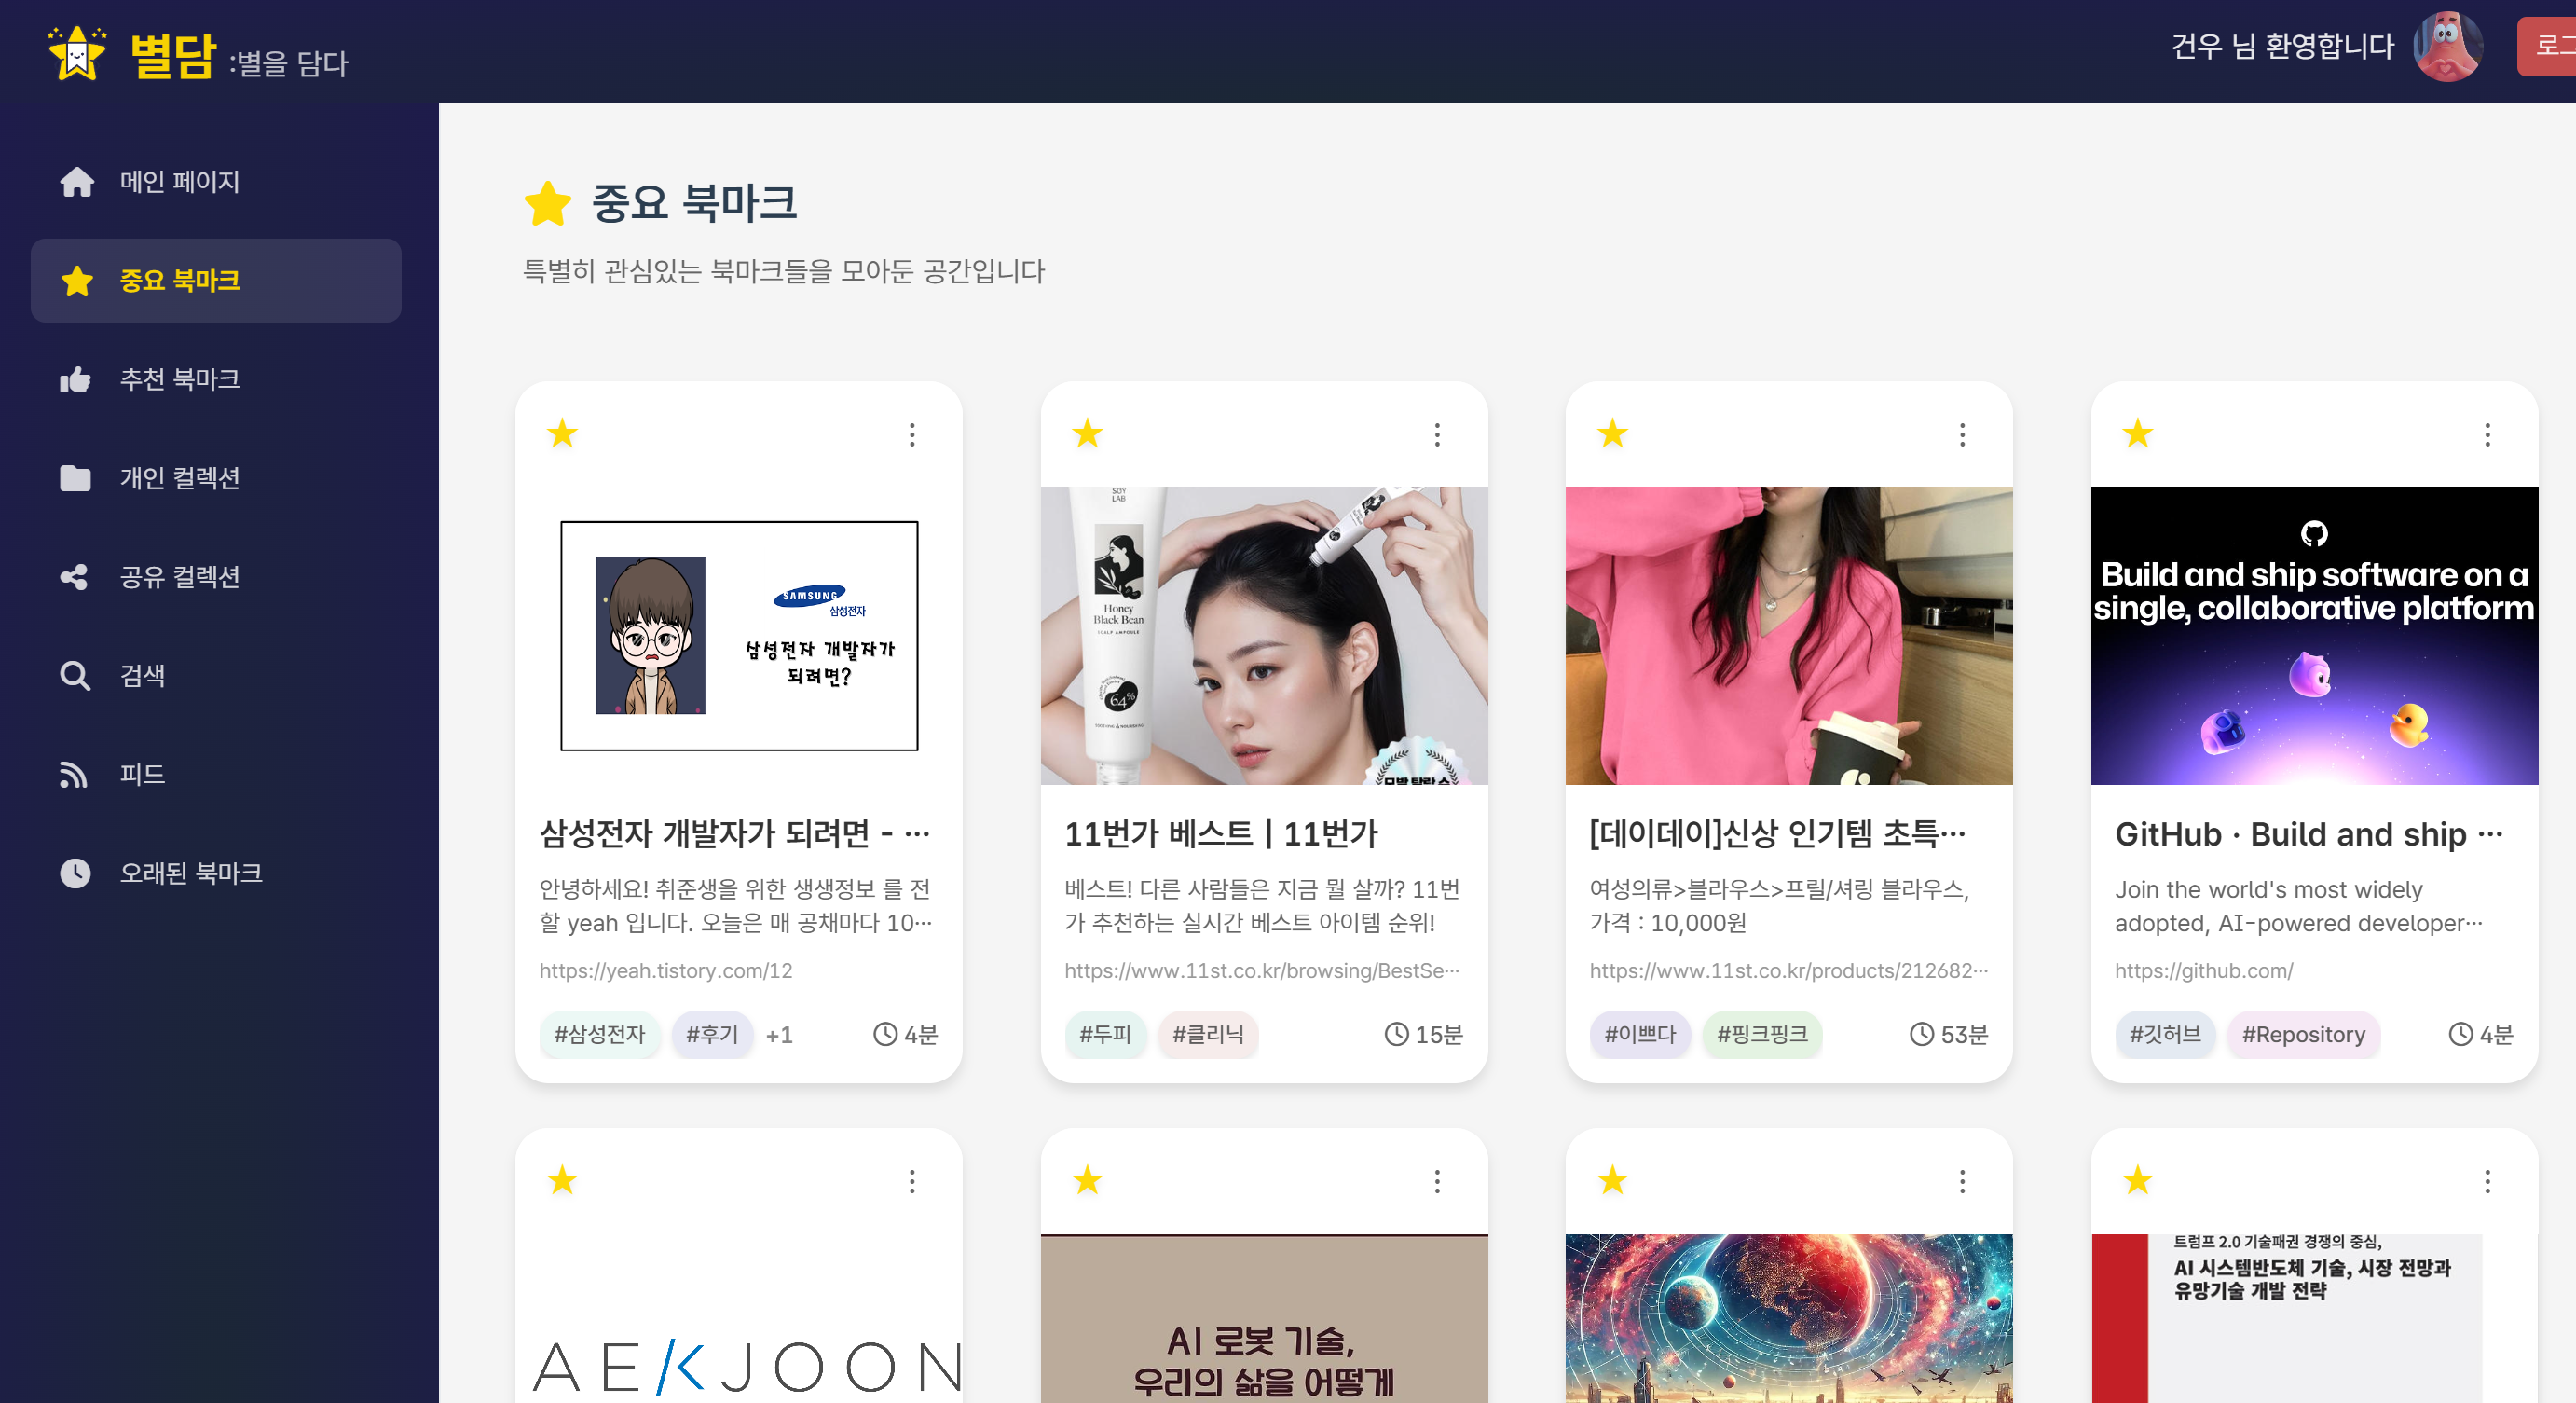 별담 :별을 담다
건우 님 환영합니다
로그
메인 페이지
중요 북마크
추천 북마크
개인 컬렉션
공유 컬렉션
검색
피드
오래된 북마크
중요 북마크
특별히 관심있는 북마크들을 모아둔 공간입니다
SAMSUNG
삼성전자
삼성전자 개발자가
되려면?
삼성전자 개발자가 되려면 - ···
안녕하세요! 취준생을 위한 생생정보 를 전
할 yeah 입니다. 오늘은 매 공채마다 10···
https://yeah.tistory.com/12
#삼성전자 #후기 +1 4분
SOY
LAB
Honey
Black Bean
SCALP AMPOULE
64%
11번가 베스트 | 11번가
베스트! 다른 사람들은 지금 뭘 살까? 11번
가 추천하는 실시간 베스트 아이템 순위!
https://www.11st.co.kr/browsing/BestSe···
#두피 #클리닉 15분
[데이데이]신상 인기템 초특···
여성의류>블라우스>프릴/셔링 블라우스,
가격 : 10,000원
https://www.11st.co.kr/products/212682···
#이쁘다 #핑크핑크 53분
Build and ship software on a
single, collaborative platform
GitHub · Build and ship ···
Join the world's most widely
adopted, AI-powered developer···
https://github.com/
#깃허브 #Repository 4분
AEKJOON
AI 로봇 기술,
우리의 삶을 어떻게
트럼프 2.0 기술패권 경쟁의 중심,
AI 시스템반도체 기술, 시장 전망과
유망기술 개발 전략